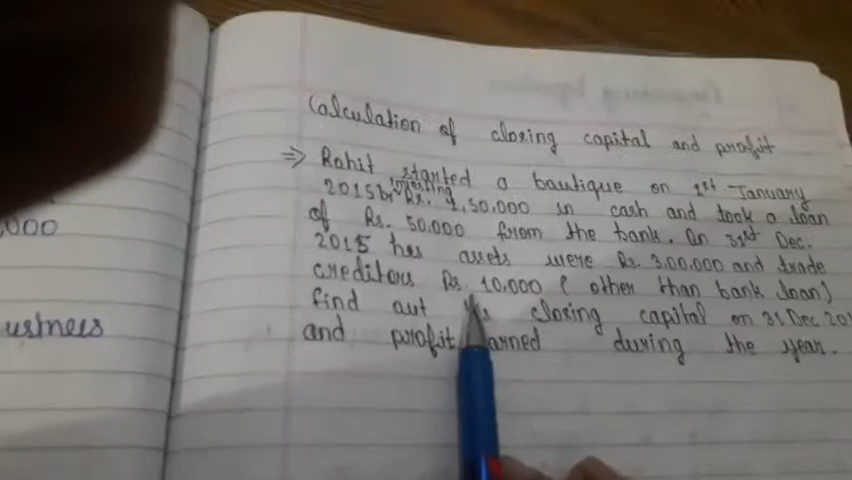 Calculation of closing capital and profit
⇒ Rohit started a boutique on 1st January
2015 by investing Rs. 1,50,000 in cash and took a loan
of Rs. 50,000 from the bank. On 31st Dec.
,000
2015 his assets were Rs. 3,00,000 and trade
creditors Rs. 10,000 ( other than bank loan)
find out closing capital on 31 Dec 201
usiness
and profit earned during the year.